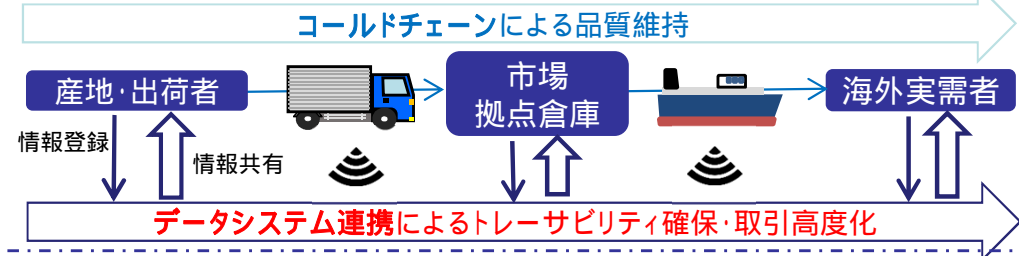 コールドチェーンによる品質維持
産地・出荷者
市場
拠点倉庫
海外実需者
情報登録
情報共有
データシステム連携によるトレーサビリティ確保・取引高度化